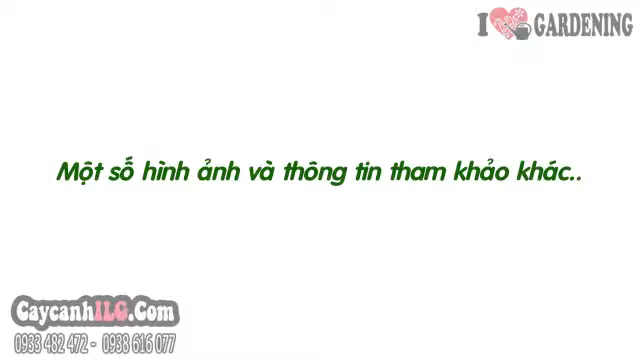 I GARDENING
Một số hình ảnh và thông tin tham khảo khác..
CaycanhILG.Com
0933 482 472 - 0938 616 077